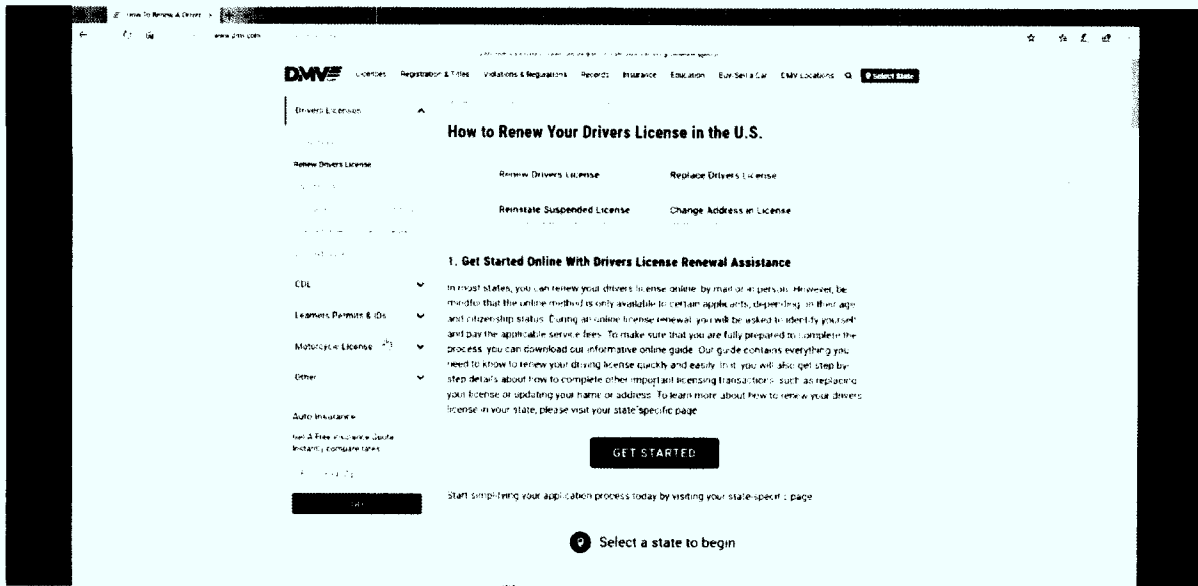 How To Renew A Driver
www.dmv.com
DMV
Licenses Registration & Titles Violations & Regulations Records Insurance Education Buy Sell a Car DMV Locations Select State
Drivers Licenses
Renew Drivers License
CDL
Learners Permits & IDs
Motorcycle License
Other
Auto Insurance
Get A Free Insurance Quote
Instantly compare rates
GO
How to Renew Your Drivers License in the U.S.
Renew Drivers License Replace Drivers License
Reinstate Suspended License Change Address in License
1. Get Started Online With Drivers License Renewal Assistance
In most states, you can renew your drivers license online, by mail or in person. However, be
mindful that the online method is only available to certain applicants, depending on their age
and citizenship status. During an online license renewal, you will be asked to identify yourself
and pay the applicable service fees. To make sure that you are fully prepared to complete the
process, you can download our informative online guide. Our guide contains everything you
need to know to renew your driving license quickly and easily. In it, you will also get step-by-
step details about how to complete other important licensing transactions, such as replacing
your license or updating your name or address. To learn more about how to renew your drivers
license in your state, please visit your state specific page
GET STARTED
Start simplifying your application process today by visiting your state-specific page
Select a state to begin